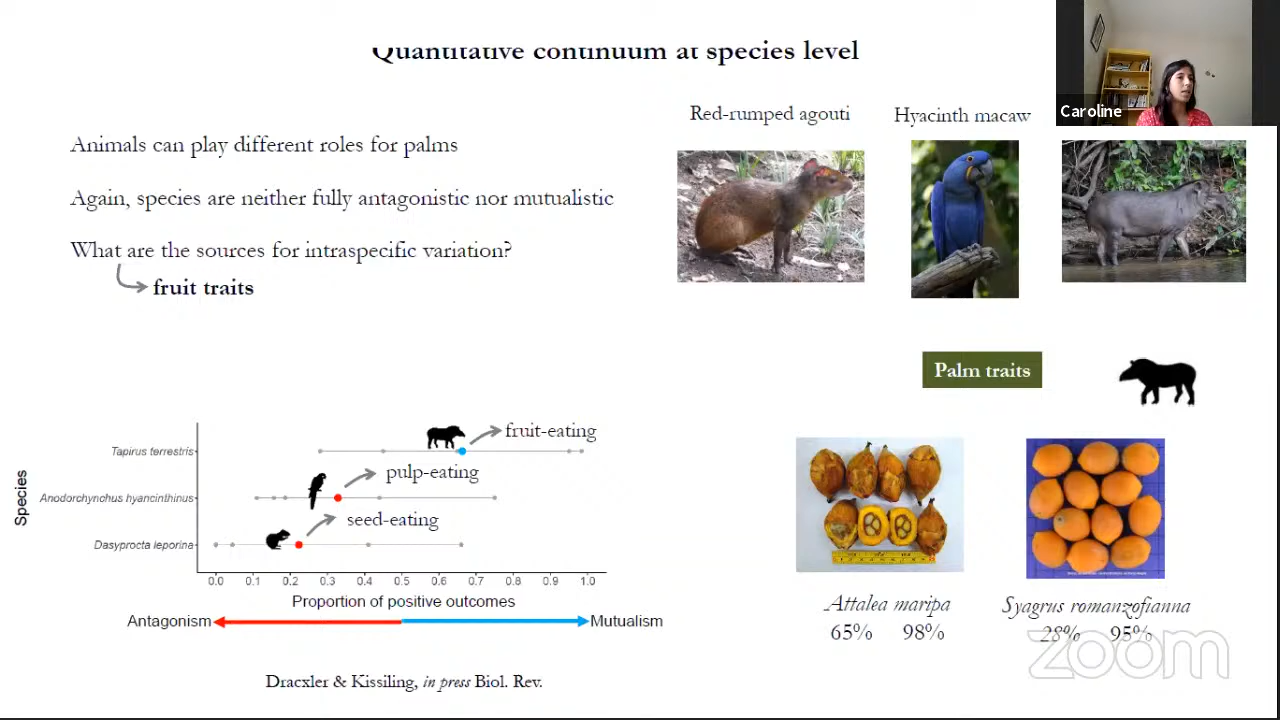 Quantitative continuum at species level
Caroline
Animals can play different roles for palms
Again, species are neither fully antagonistic nor mutualistic
What are the sources for intraspecific variation?
fruit traits
Red-rumped agouti
Hyacinth macaw
Palm traits
Species
Tapirus terrestris
Anodorchynchus hyancinthinus
Dasyprocta leporina
fruit-eating
pulp-eating
seed-eating
0.0 0.1 0.2 0.3 0.4 0.5 0.6 0.7 0.8 0.9 1.0
Proportion of positive outcomes
Antagonism Mutualism
Dracxler & Kissiling, in press Biol. Rev.
Attalea maripa
65% 98%
Syagrus romanzofianna
28% 95%
zoom